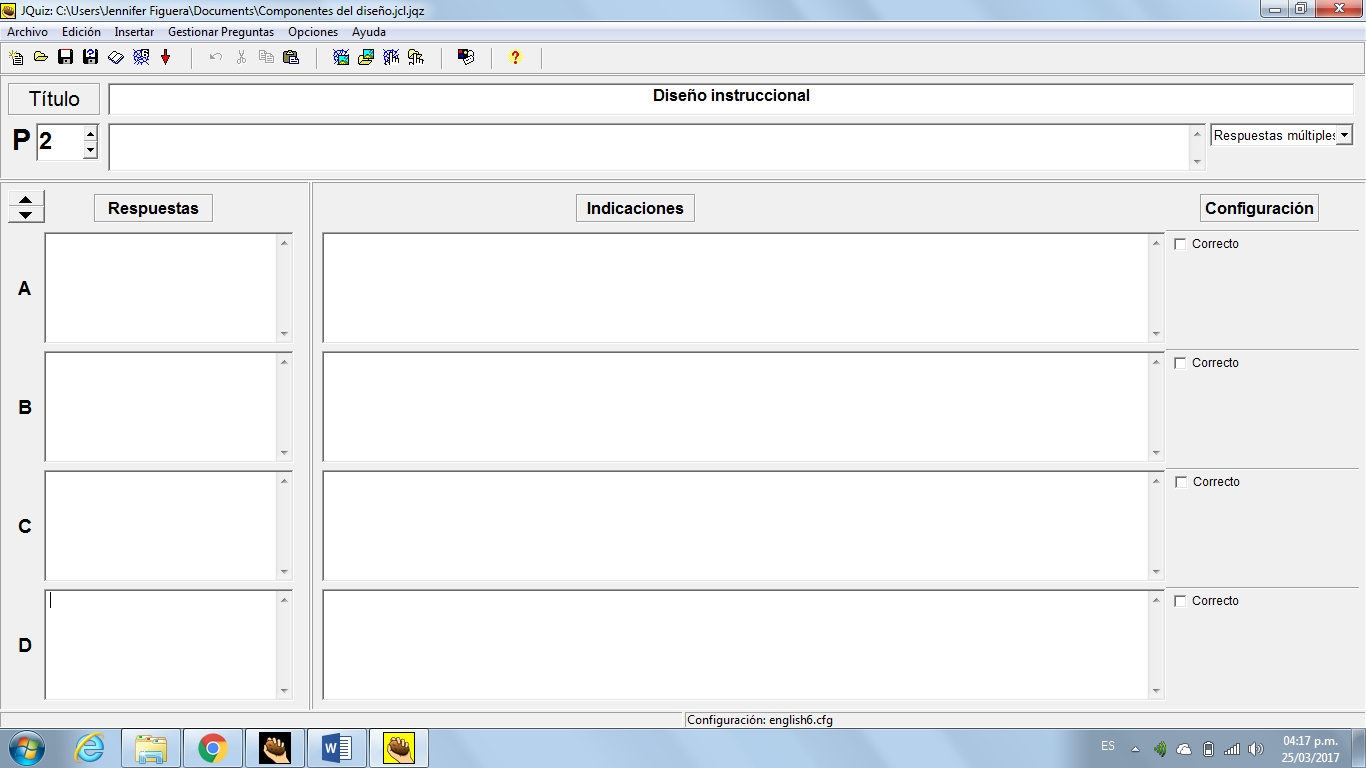 JQuiz: C:\Users\Jennifer Figuera\Documents\Componentes del diseño.jcl.jqz
Archivo Edición Insertar Gestionar Preguntas Opciones Ayuda
Título Diseño instruccional
P 2 Respuestas múltiples
Respuestas Indicaciones Configuración
A Correcto
B Correcto
C Correcto
D Correcto
Configuración: english6.cfg
ES 04:17 p.m.
25/03/2017